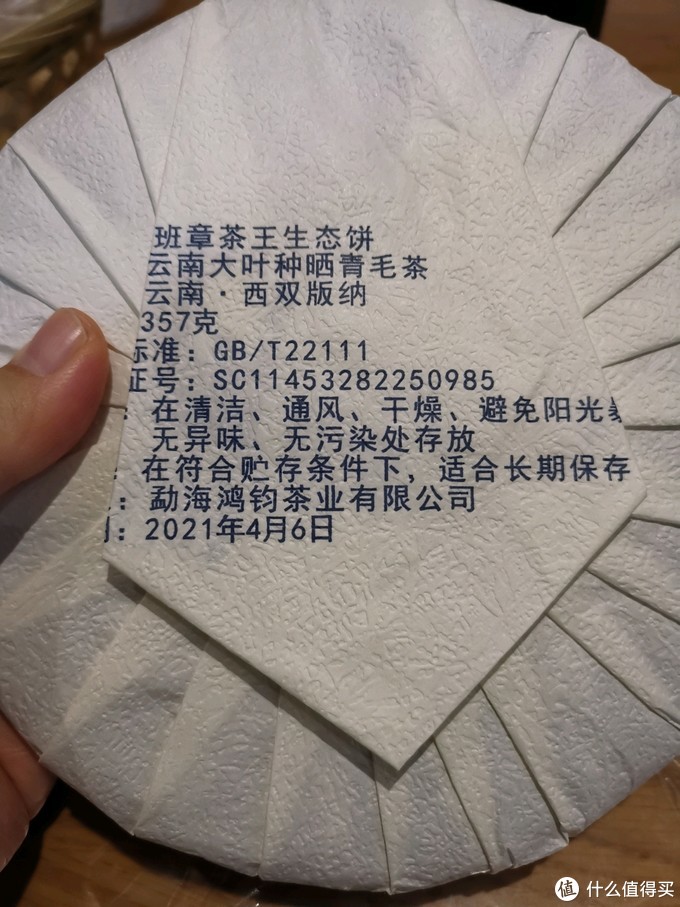 班章茶王生态饼
云南大叶种晒青毛茶
云南·西双版纳
357克
标准：GB/T22111
证号：SC11453282250985
：在清洁、通风、干燥、避免阳光
无异味、无污染处存放
：在符合贮存条件下，适合长期保存
：勐海鸿钧茶业有限公司
：2021年4月6日
值 什么值得买